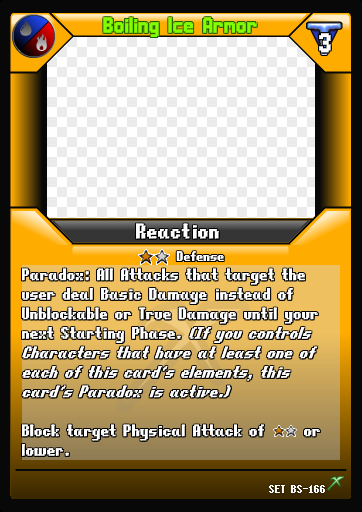 Boiling Ice Armor
3
Reaction
Defense
Paradox: All Attacks that target the
user deal Basic Damage instead of
Unblockable or True Damage until your
next Starting Phase. (If you controls
Characters that have at least one of
each of this card's elements, this
card's Paradox is active.)
Block target Physical Attack of or
lower.
SET BS-166